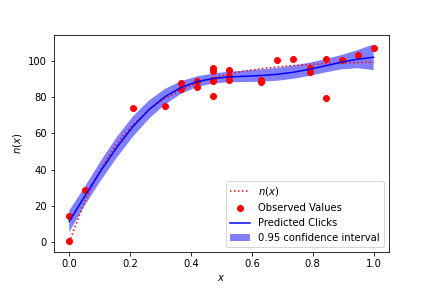 100
80
60
40
20
0
n(x)
0.0 0.2 0.4 0.6 0.8 1.0
x
n(x)
Observed Values
Predicted Clicks
0.95 confidence interval